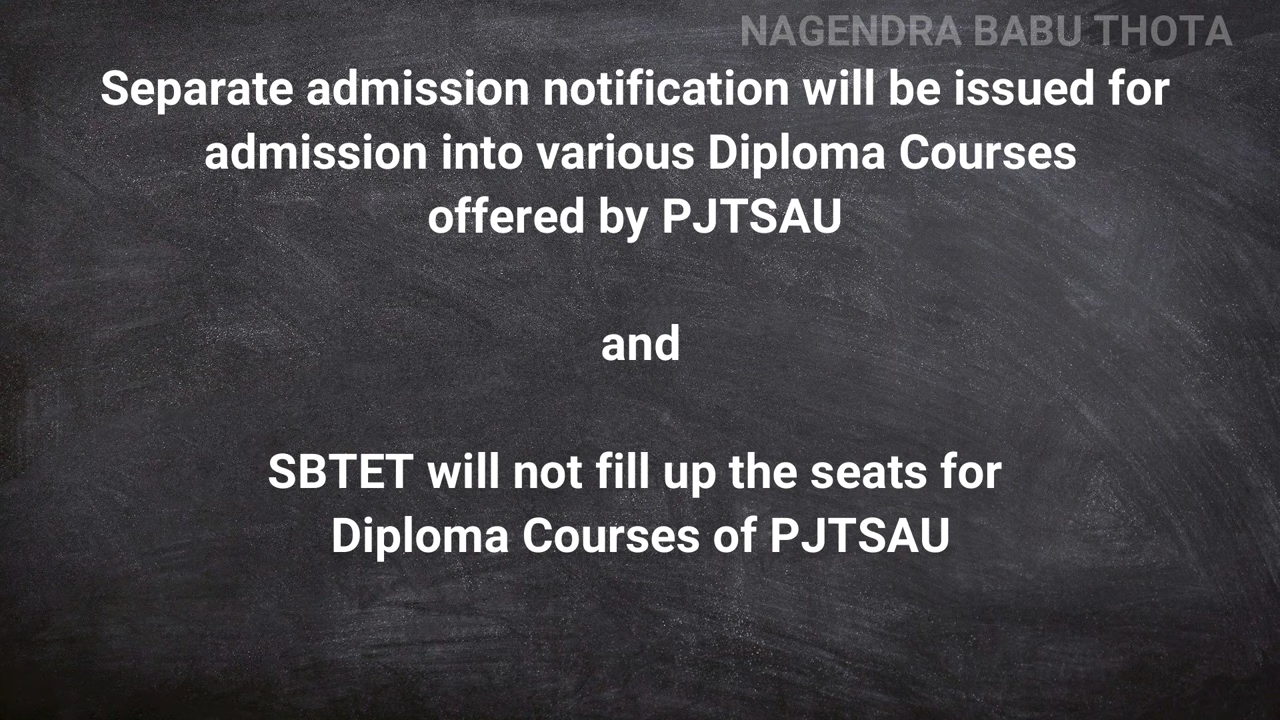 NAGENDRA BABU THOTA
Separate admission notification will be issued for
admission into various Diploma Courses
offered by PJTSAU
and
SBTET will not fill up the seats for
Diploma Courses of PJTSAU